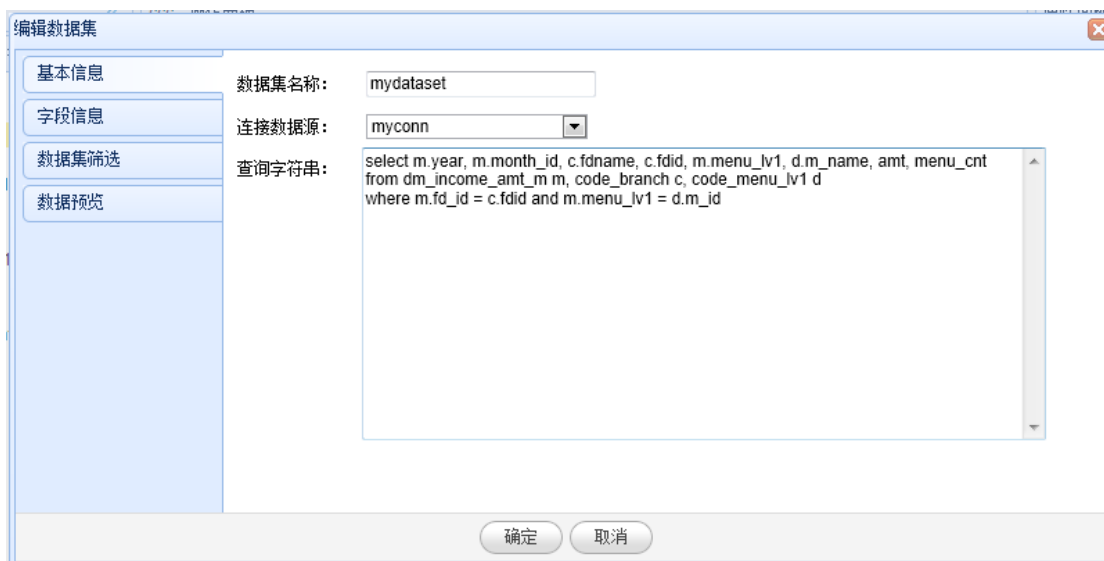 编辑数据集
基本信息
字段信息
数据集筛选
数据预览
数据集名称：
mydataset
连接数据源：
myconn
查询字符串：
select m.year, m.month_id, c.fdname, c.fdid, m.menu_lv1, d.m_name, amt, menu_cnt
from dm_income_amt_m m, code_branch c, code_menu_lv1 d
where m.fd_id = c.fdid and m.menu_lv1 = d.m_id
确定
取消